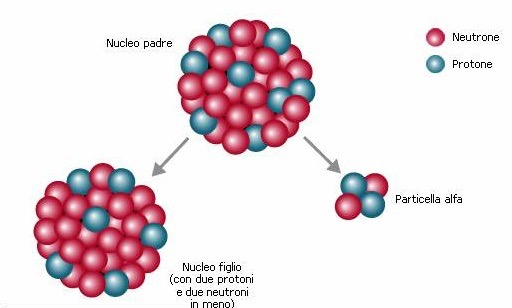 Nucleo padre
Neutrone
Protone
Particella alfa
Nucleo figlio
(con due protoni
e due neutroni
in meno)